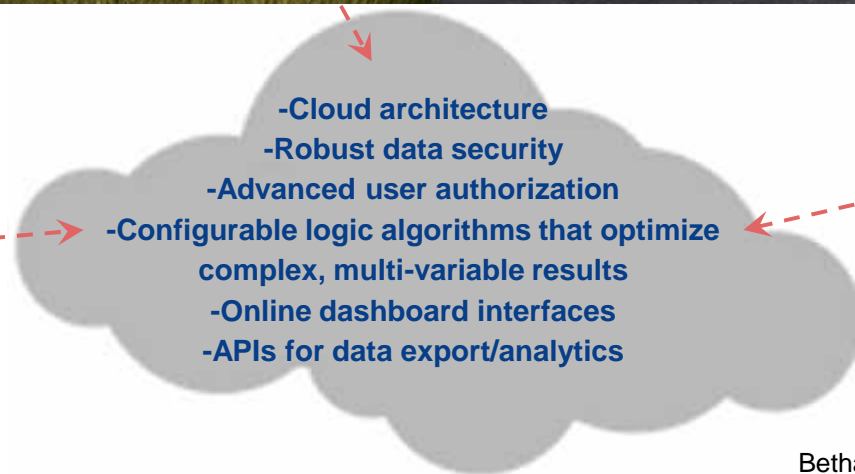 -Cloud architecture
-Robust data security
-Advanced user authorization
-Configurable logic algorithms that optimize
complex, multi-variable results
-Online dashboard interfaces
-APIs for data export/analytics